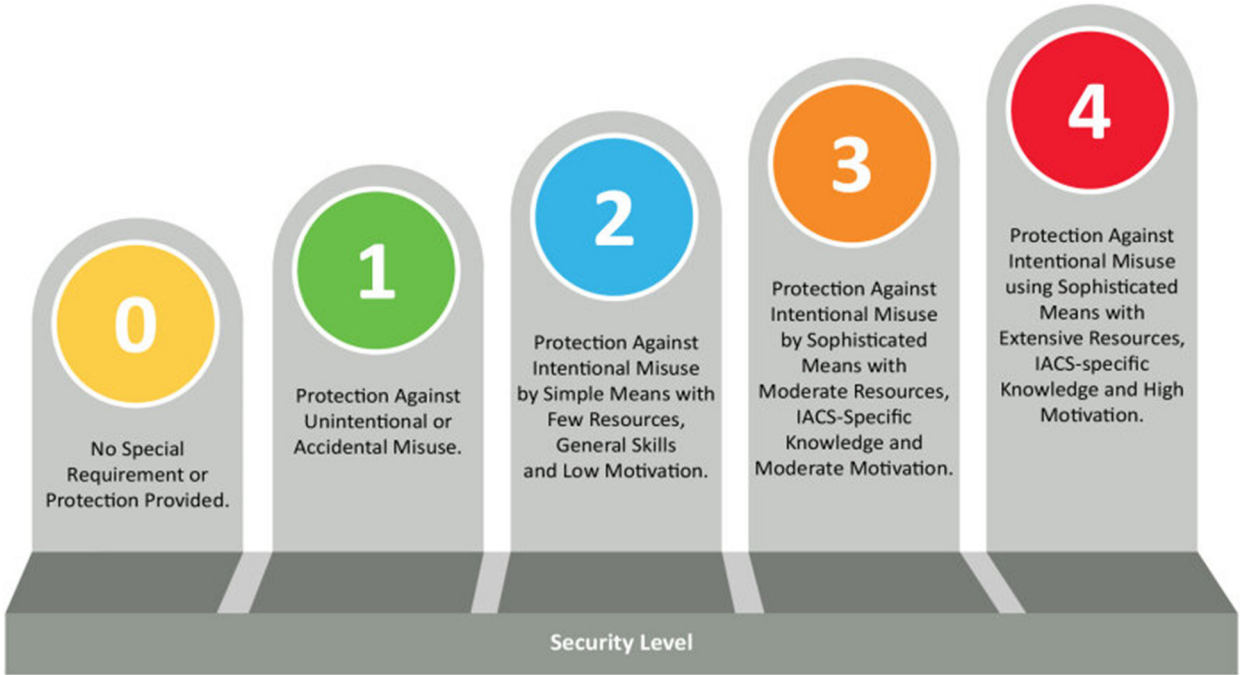 0
No Special
Requirement or
Protection Provided.
1
Protection Against
Unintentional or
Accidental Misuse.
2
Protection Against
Intentional Misuse
by Simple Means with
Few Resources,
General Skills
and Low Motivation.
3
Protection Against
Intentional Misuse
by Sophisticated
Means with
Moderate Resources,
IACS-Specific
Knowledge and
Moderate Motivation.
4
Protection Against
Intentional Misuse
using Sophisticated
Means with
Extensive Resources,
IACS-specific
Knowledge and High
Motivation.
Security Level